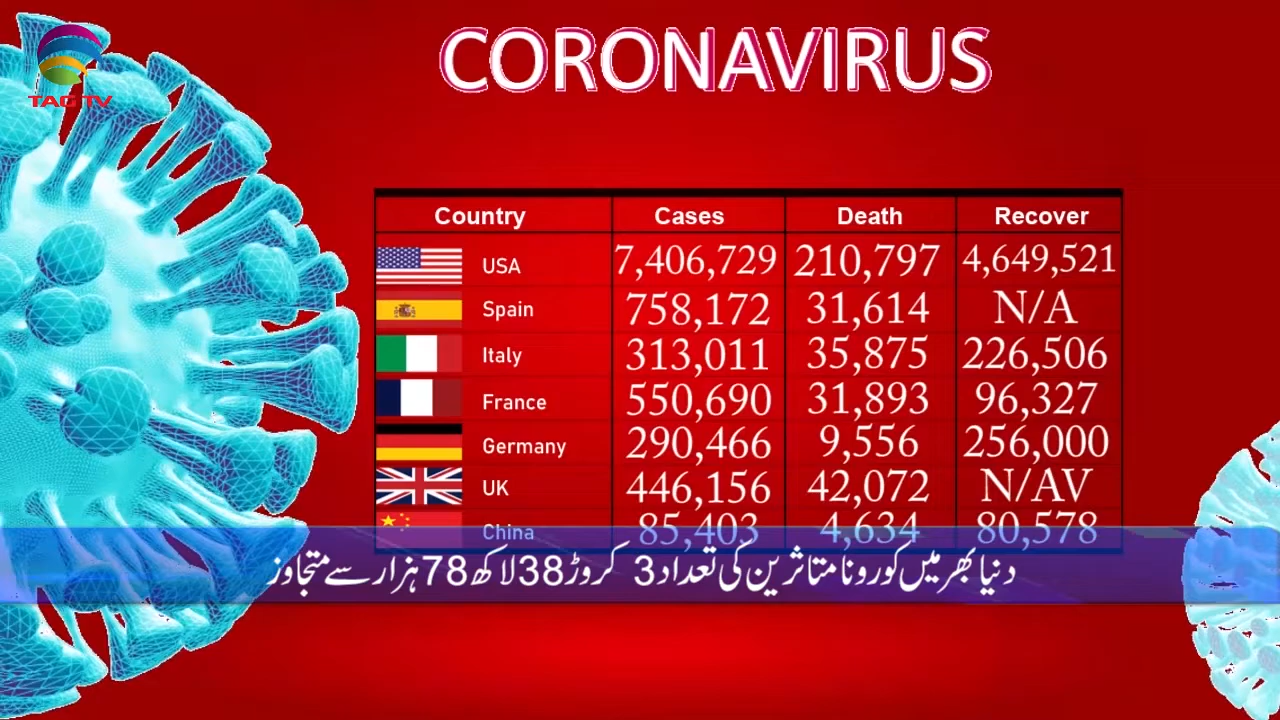 CORONAVIRUS
TAG TV
Country Cases Death Recover
USA 7,406,729 210,797 4,649,521
Spain 758,172 31,614 N/A
Italy 313,011 35,875 226,506
France 550,690 31,893 96,327
Germany 290,466 9,556 256,000
UK 446,156 42,072 N/AV
China 85,403 4,634 80,578
دنیا بھر میں کورونا متاثرین کی تعداد 3 کروڑ 38 لاکھ 78 ہزار سے متجاوز